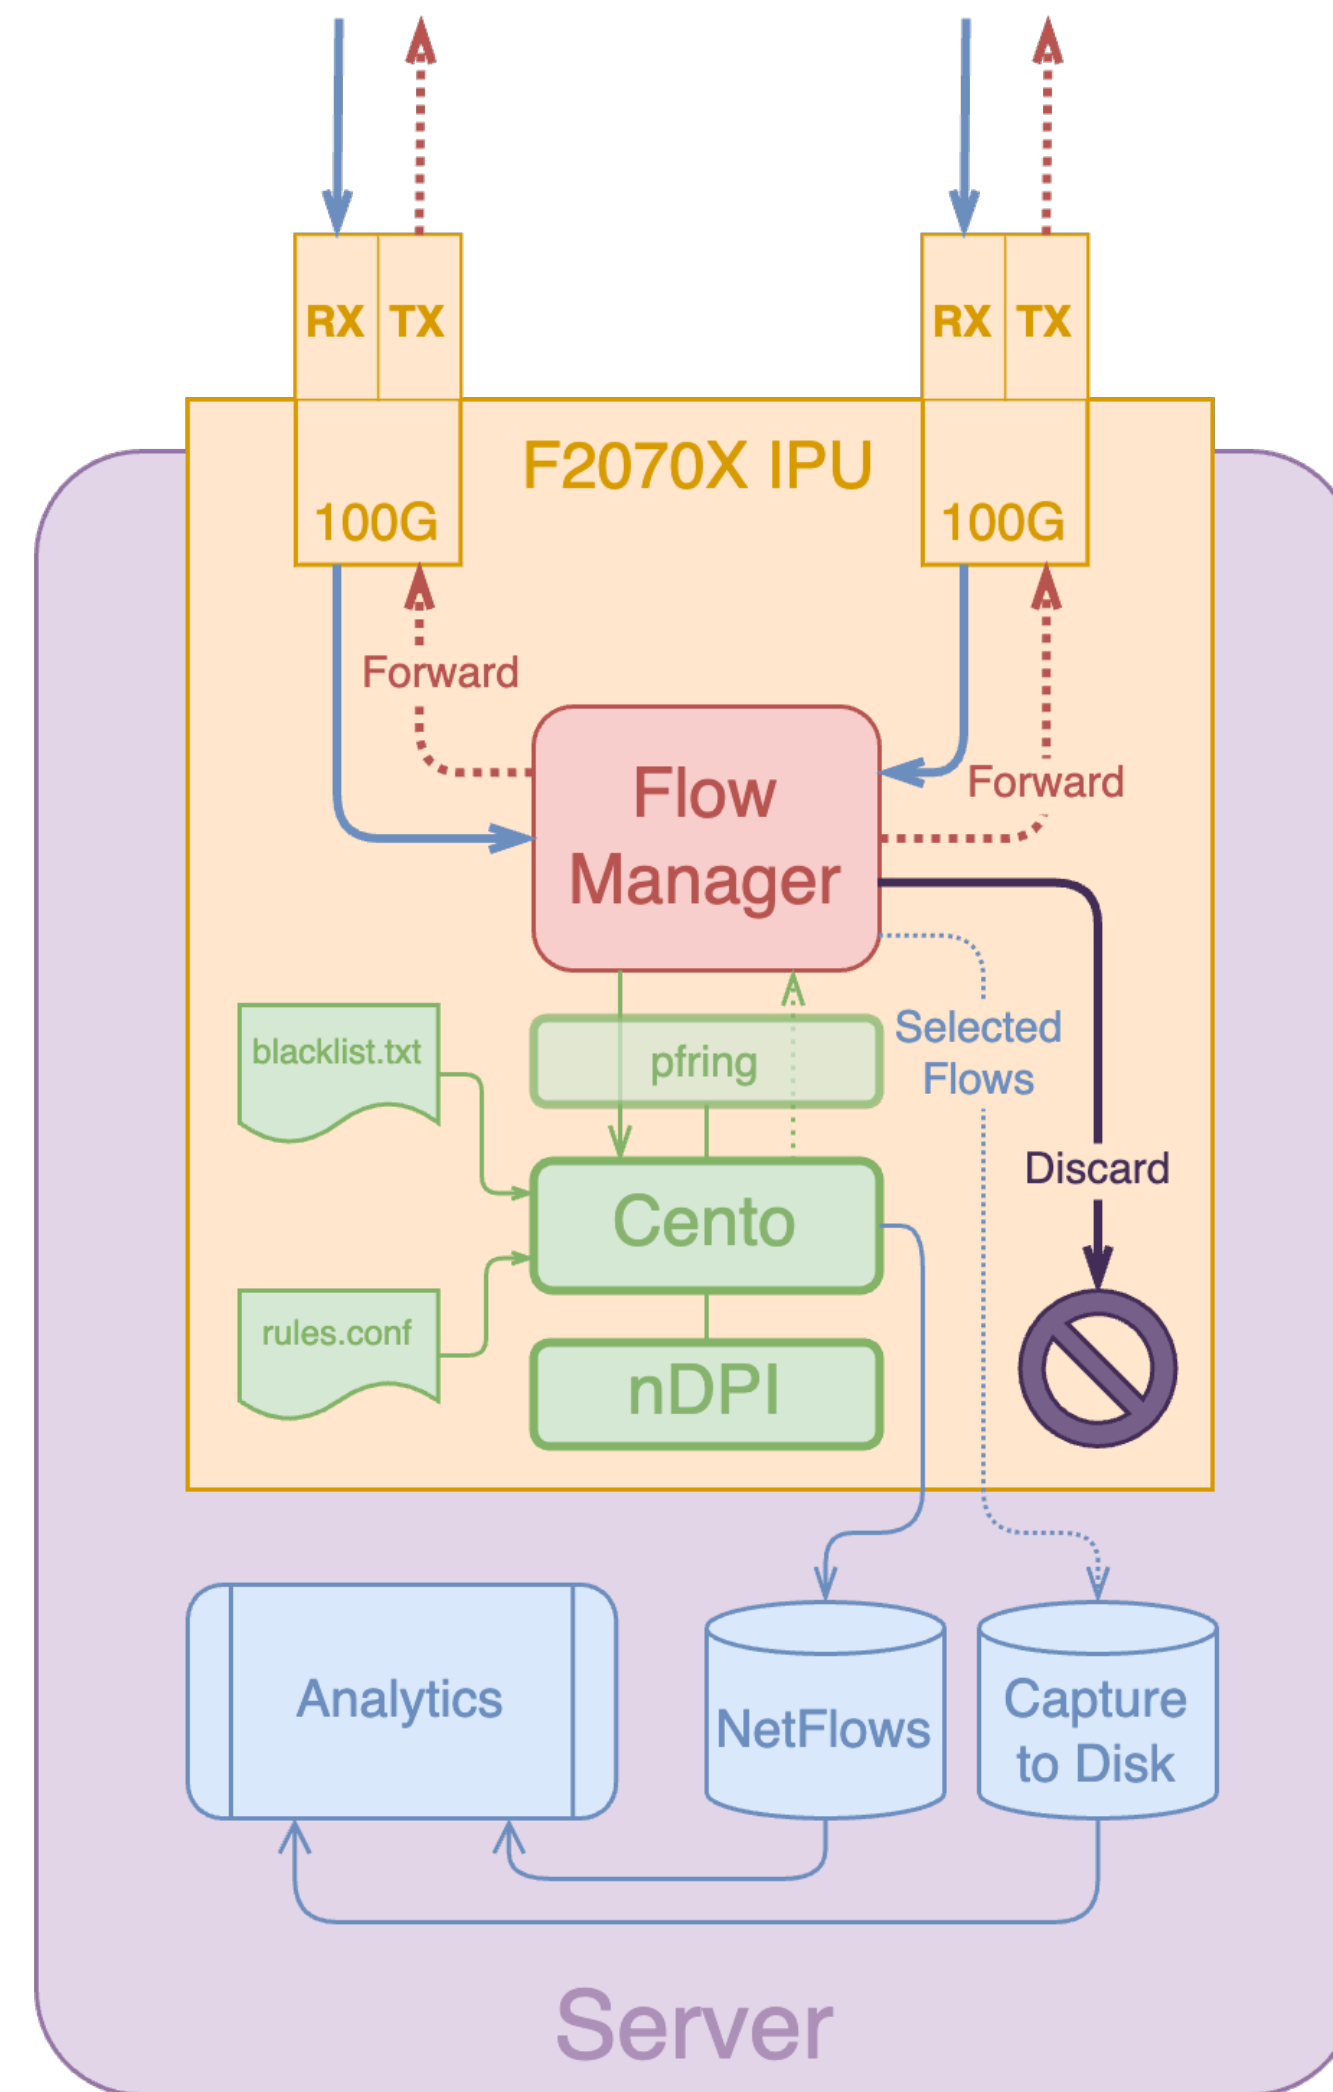 RX TX
RX TX
F2070X IPU
100G
100G
Forward
Forward
Flow
Manager
Selected
Flows
blacklist.txt
pfring
Discard
Cento
rules.conf
nDPI
Analytics
NetFlows
Capture
to Disk
Server